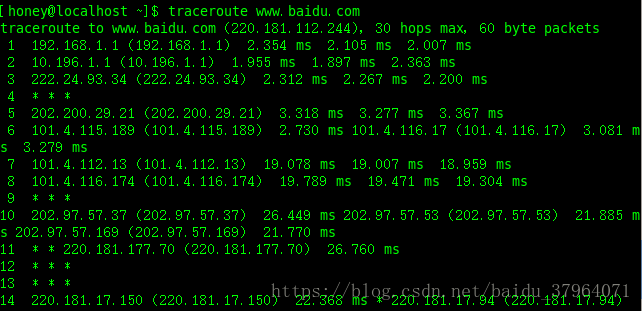 [honey@localhost ~]$ traceroute www.baidu.com
traceroute to www.baidu.com (220.181.112.244), 30 hops max, 60 byte packets
1 192.168.1.1 (192.168.1.1) 2.354 ms 2.105 ms 2.007 ms
2 10.196.1.1 (10.196.1.1) 1.955 ms 1.897 ms 2.363 ms
3 222.24.93.34 (222.24.93.34) 2.312 ms 2.267 ms 2.200 ms
4 * * *
5 202.200.29.21 (202.200.29.21) 3.318 ms 3.277 ms 3.367 ms
6 101.4.115.189 (101.4.115.189) 2.730 ms 101.4.116.17 (101.4.116.17) 3.081 m
s 3.279 ms
7 101.4.112.13 (101.4.112.13) 19.078 ms 19.007 ms 18.959 ms
8 101.4.116.174 (101.4.116.174) 19.789 ms 19.471 ms 19.304 ms
9 * * *
10 202.97.57.37 (202.97.57.37) 26.449 ms 202.97.57.53 (202.97.57.53) 21.885 m
s 202.97.57.169 (202.97.57.169) 21.770 ms
11 * * 220.181.177.70 (220.181.177.70) 26.760 ms
12 * * *
13 * * *
https://blog.csdn.net/baidu_37964071
14 220.181.17.150 (220.181.17.150) 22.368 ms * 220.181.17.94 (220.181.17.94)